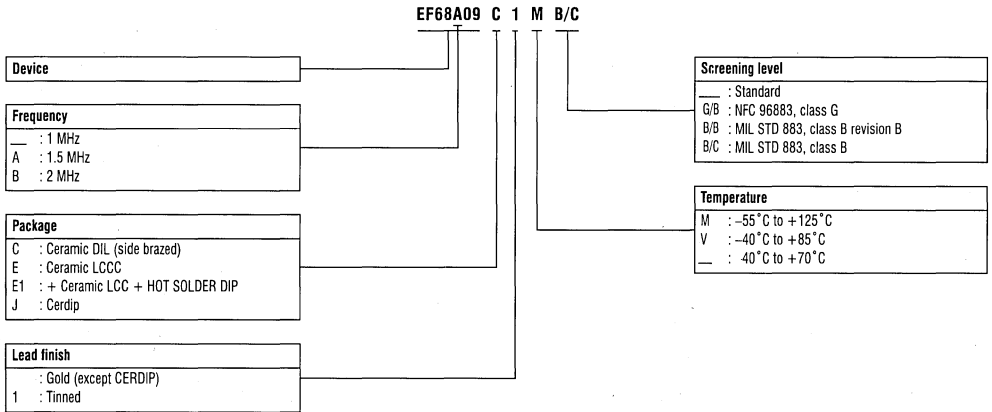 EF68A09 C 1 M B/C
Device
Frequency
__ : 1 MHz
A : 1.5 MHz
B : 2 MHz
Package
C : Ceramic DIL (side brazed)
E : Ceramic LCCC
E1 : + Ceramic LCC + HOT SOLDER DIP
J : Cerdip
Lead finish
: Gold (except CERDIP)
1 : Tinned
Screening level
__ : Standard
G/B : NFC 96883, class G
B/B : MIL STD 883, class B revision B
B/C : MIL STD 883, class B
Temperature
M : –55°C to +125°C
V : –40°C to +85°C
__ : 40°C to +70°C